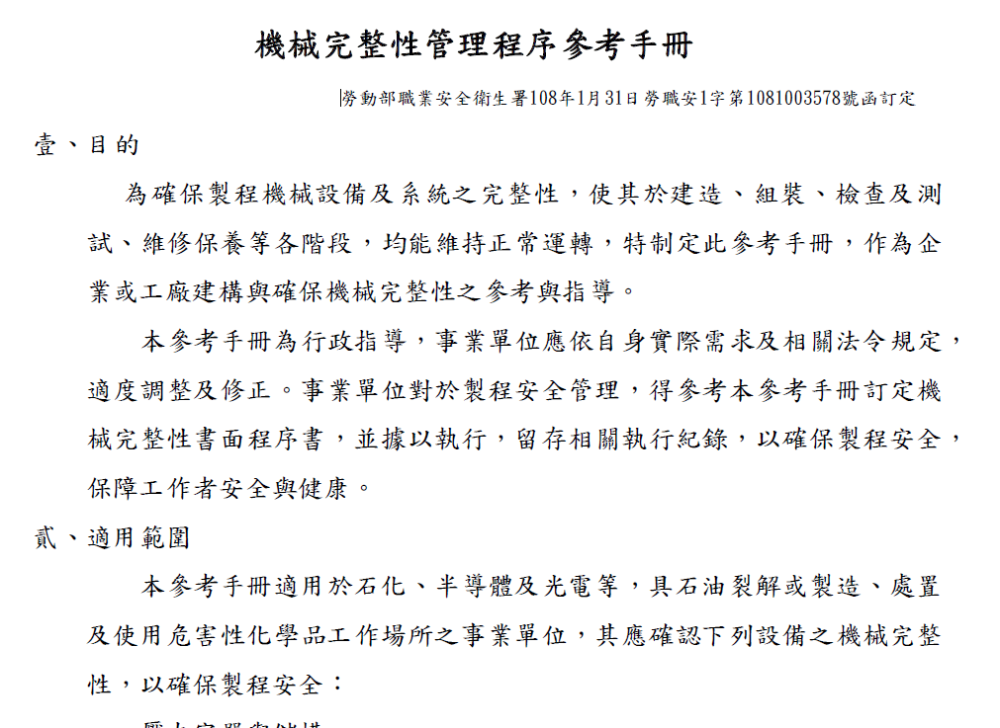 機械完整性管理程序參考手冊
勞動部職業安全衛生署108年1月31日勞職安1字第1081003578號函訂定
壹、目的
為確保製程機械設備及系統之完整性，使其於建造、組裝、檢查及測
試、維修保養等各階段，均能維持正常運轉，特制定此參考手冊，作為企
業或工廠建構與確保機械完整性之參考與指導。
本參考手冊為行政指導，事業單位應依自身實際需求及相關法令規定，
適度調整及修正。事業單位對於製程安全管理，得參考本參考手冊訂定機
械完整性書面程序書，並據以執行，留存相關執行紀錄，以確保製程安全，
保障工作者安全與健康。
貳、適用範圍
本參考手冊適用於石化、半導體及光電等，具石油裂解或製造、處置
及使用危害性化學品工作場所之事業單位，其應確認下列設備之機械完整
性，以確保製程安全：